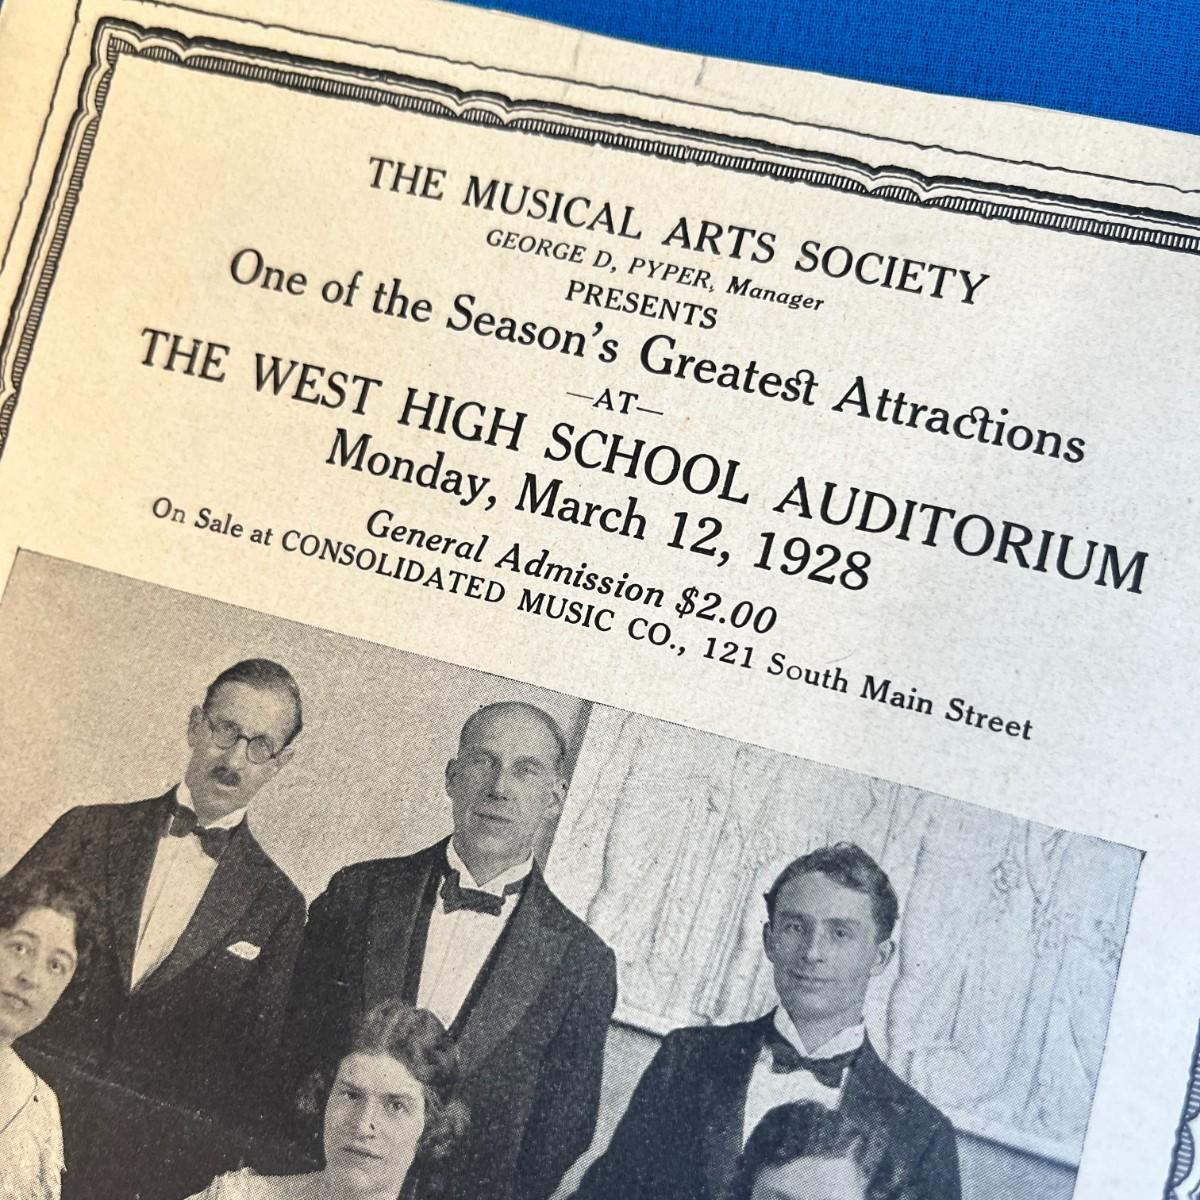 THE MUSICAL ARTS SOCIETY
GEORGE D, PYPER, Manager
PRESENTS
One of the Season's Greatest Attractions
—AT—
THE WEST HIGH SCHOOL AUDITORIUM
Monday, March 12, 1928
General Admission $2.00
On Sale at CONSOLIDATED MUSIC CO., 121 South Main Street